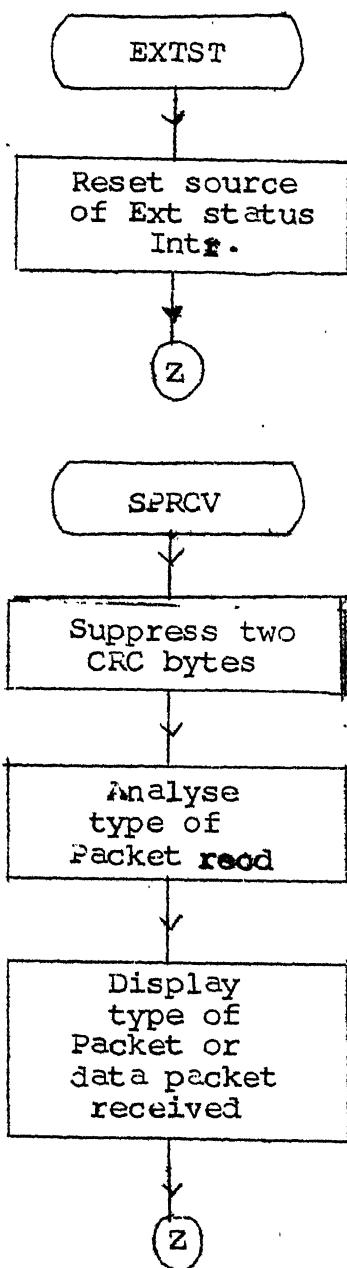 EXTST
Reset source
of Ext status
Intr.
Z
SPRCV
Suppress two
CRC bytes
Analyse
type of
Packet recd
Display
type of
Packet or
data packet
received
Z